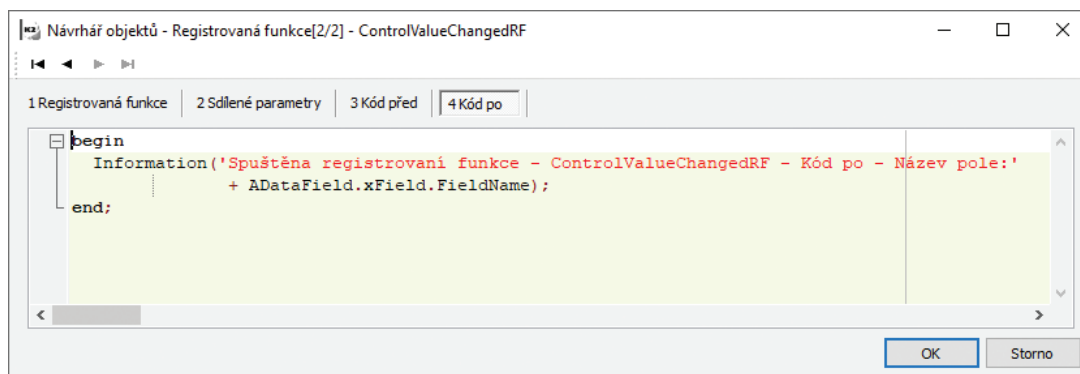 K2 Návrhář objektů - Registrovaná funkce[2/2] - ControlValueChangedRF
1 Registrovaná funkce 2 Sdílené parametry 3 Kód před 4 Kód po
begin
Information('Spuštěna registrovaní funkce - ControlValueChangedRF - Kód po - Název pole:'
+ ADataField.xField.FieldName);
end;
OK Storno